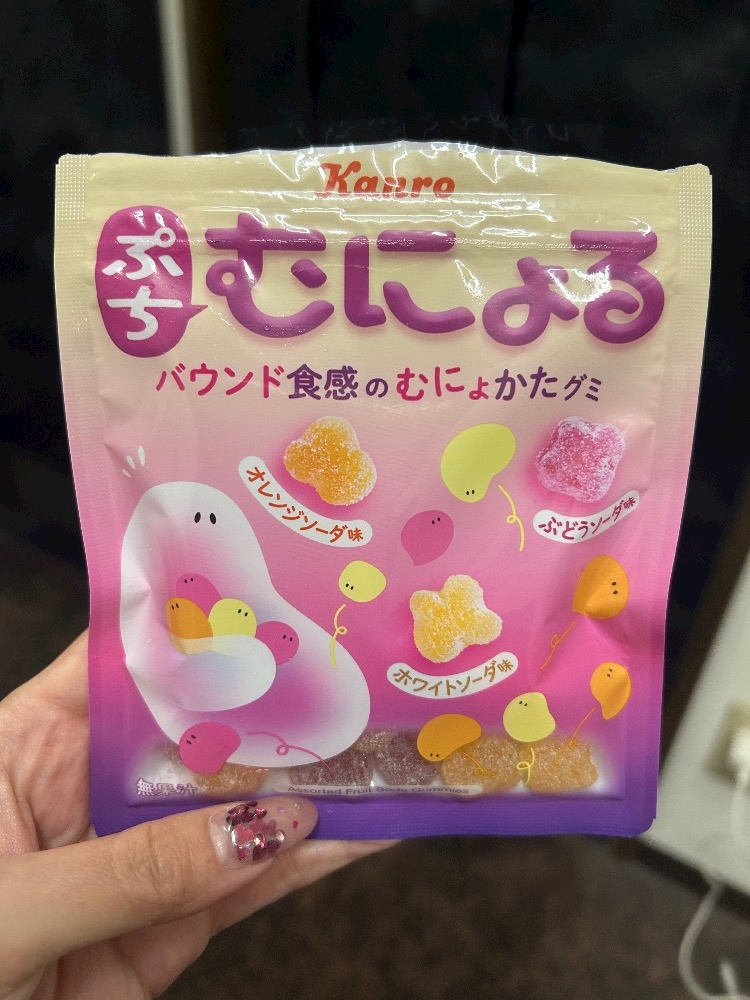 Kanro
ぷち
むにょる
バウンド食感のむにょかたグミ
オレンジソーダ味
ぶどうソーダ味
ホワイトソーダ味
無果汁
Assorted Fruit Soda Gummies